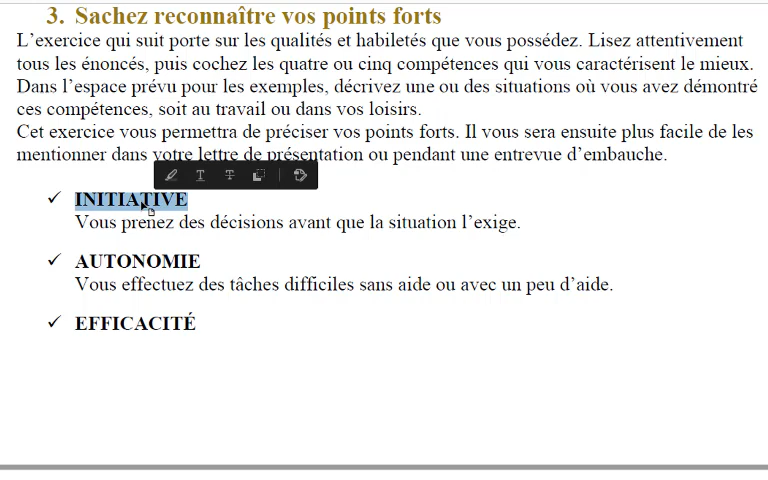 3. Sachez reconnaître vos points forts
L'exercice qui suit porte sur les qualités et habiletés que vous possédez. Lisez attentivement
tous les énoncés, puis cochez les quatre ou cinq compétences qui vous caractérisent le mieux.
Dans l'espace prévu pour les exemples, décrivez une ou des situations où vous avez démontré
ces compétences, soit au travail ou dans vos loisirs.
Cet exercice vous permettra de préciser vos points forts. Il vous sera ensuite plus facile de les
mentionner dans votre lettre de présentation ou pendant une entrevue d'embauche.
✓ INITIATIVE
Vous prenez des décisions avant que la situation l'exige.
✓ AUTONOMIE
Vous effectuez des tâches difficiles sans aide ou avec un peu d'aide.
✓ EFFICACITÉ